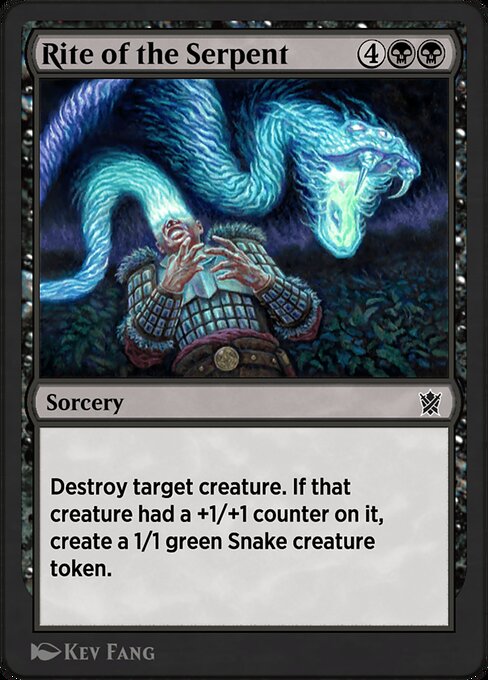 Rite of the Serpent 4
Sorcery
Destroy target creature. If that
creature had a +1/+1 counter on it,
create a 1/1 green Snake creature
token.
Kev Fang